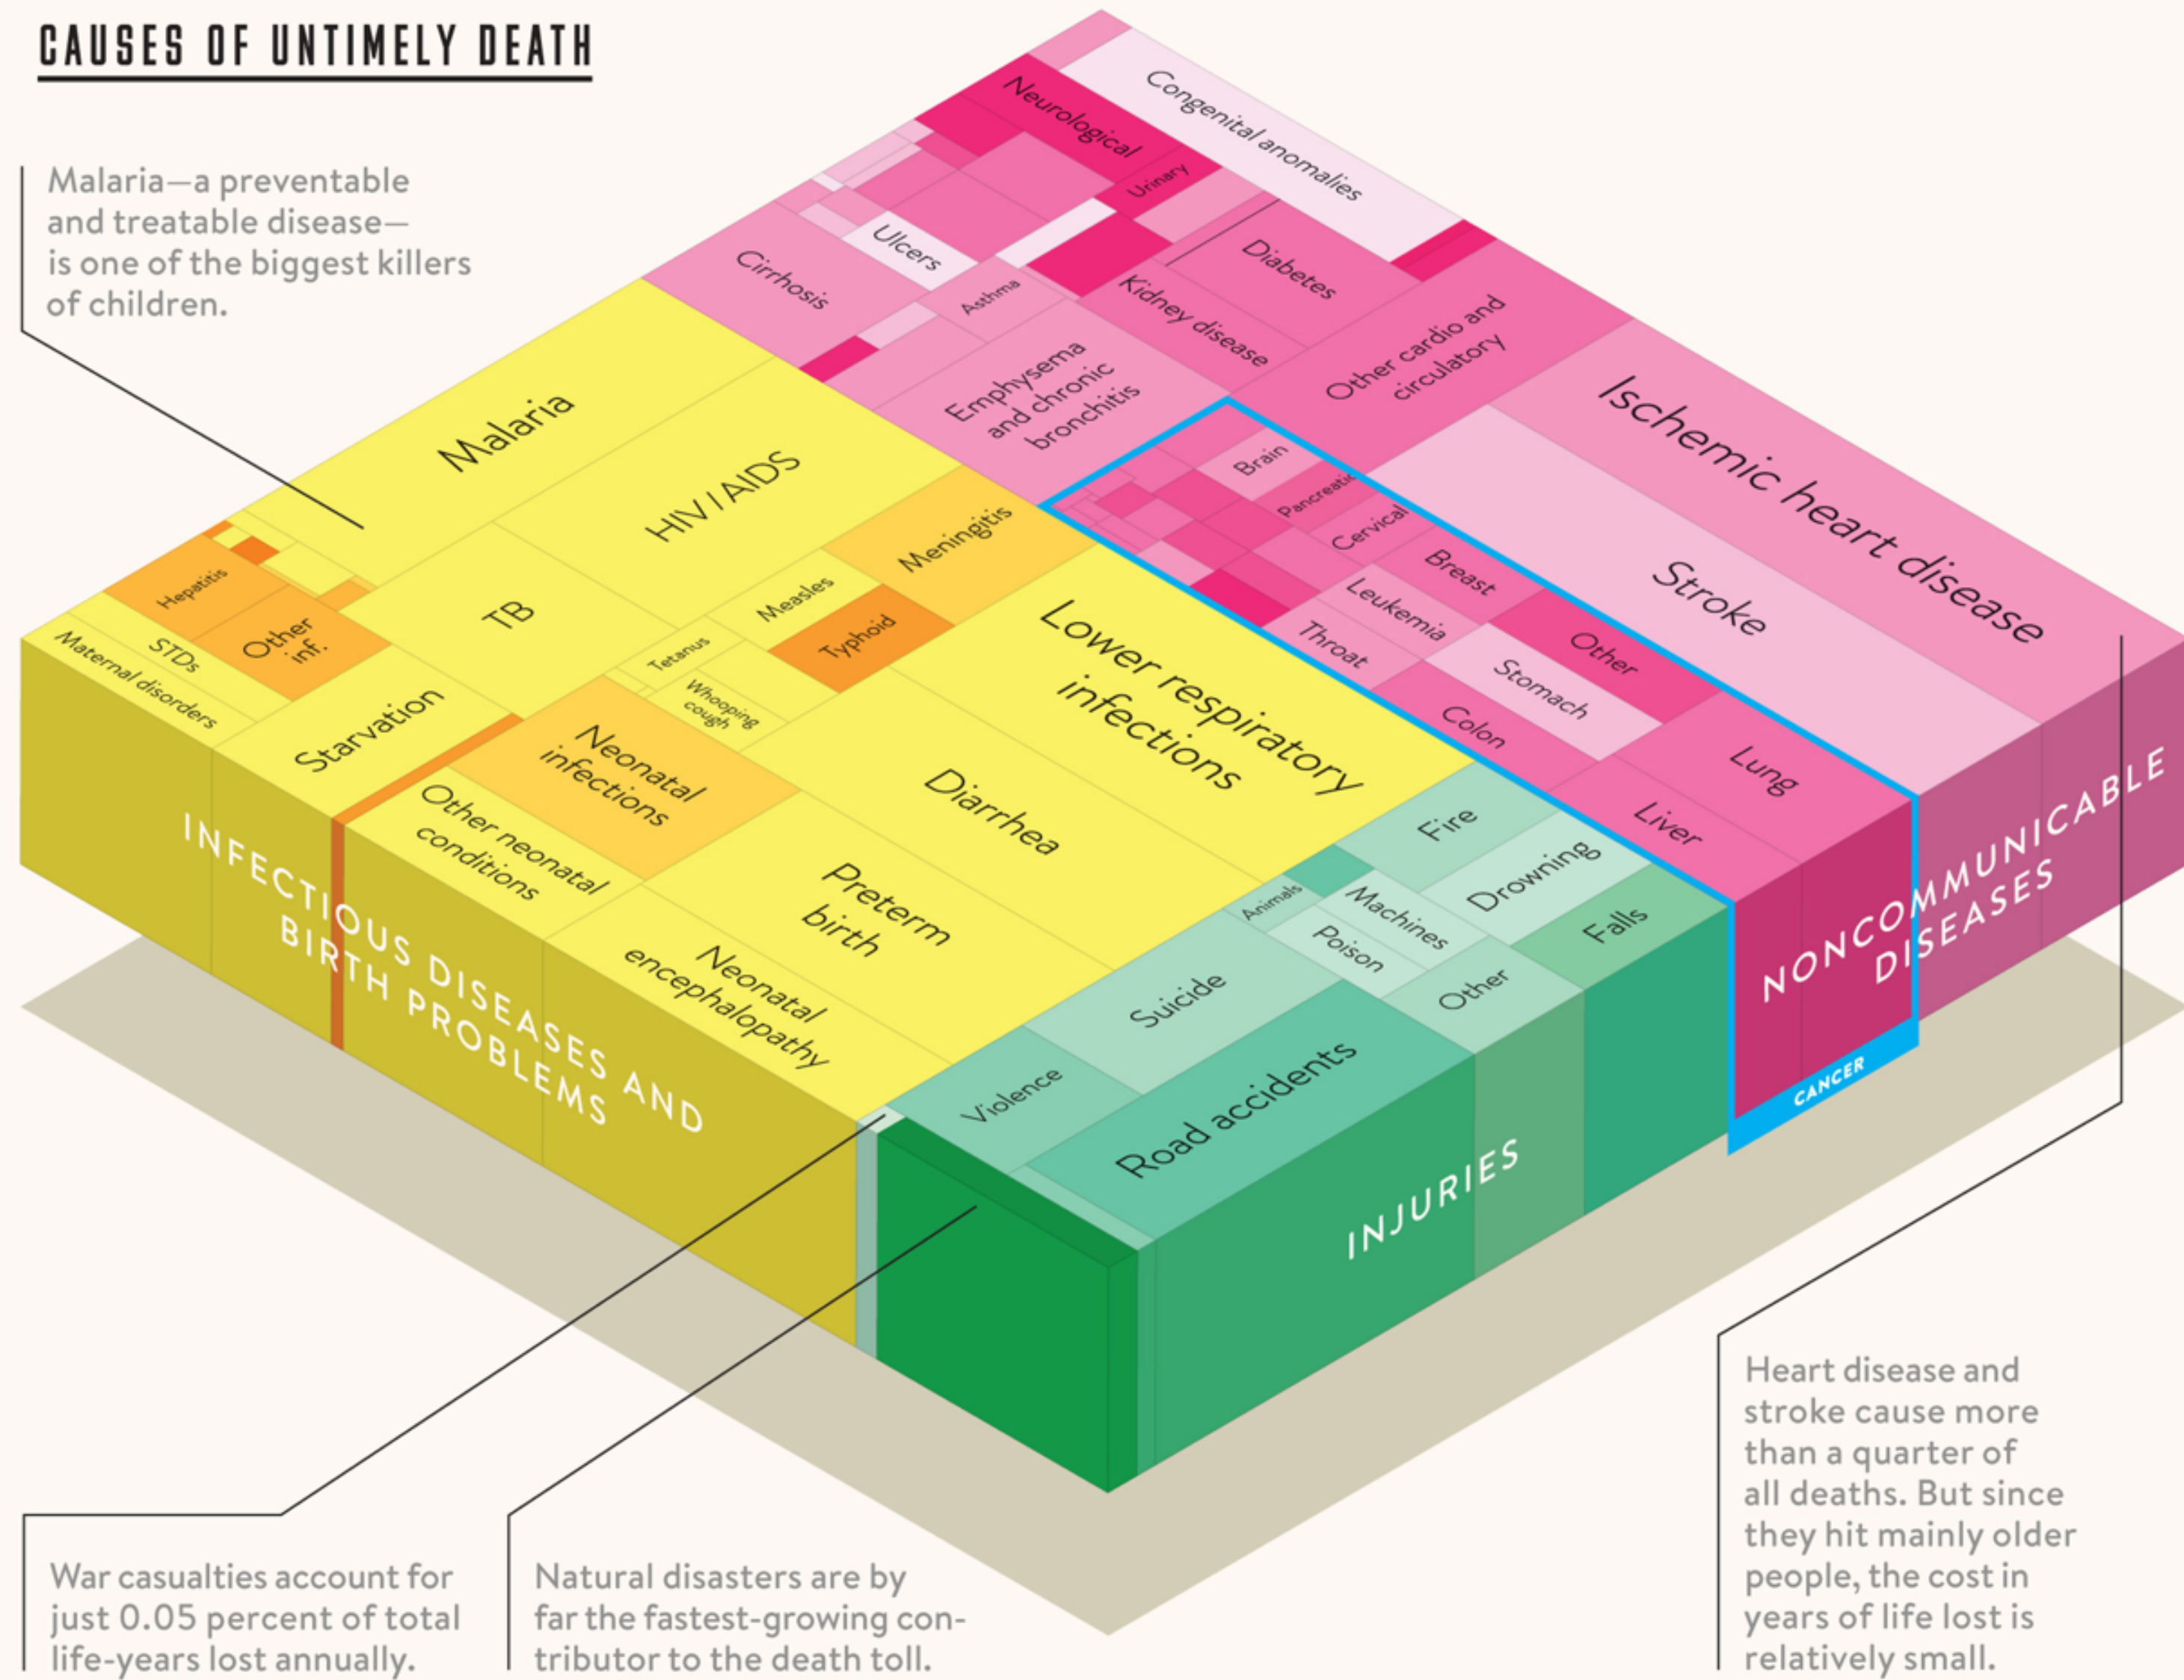 CAUSES OF UNTIMELY DEATH
Malaria—a preventable
and treatable disease—
is one of the biggest killers
of children.
Congenital anomalies
Neurological
Urinary
Ulcers
Cirrhosis
Asthma
Diabetes
Kidney disease
Emphysema
and chronic
bronchitis
Other cardio and
circulatory
Ischemic heart disease
Stroke
Brain
Pancreatic
Cervical
Breast
Leukemia
Throat
Other
Stomach
Colon
Lung
Liver
Malaria
HIV/AIDS
Meningitis
Measles
Typhoid
TB
Tetanus
Whooping
cough
Hepatitis
Other
inf.
STDs
Maternal disorders
Starvation
Neonatal
infections
Other neonatal
conditions
Lower respiratory
infections
Diarrhea
Preterm
birth
Neonatal
encephalopathy
Fire
Drowning
Animals
Machines
Poison
Falls
Other
Suicide
Violence
Road accidents
INFECTIOUS DISEASES AND
BIRTH PROBLEMS
INJURIES
NONCOMMUNICABLE
DISEASES
CANCER
War casualties account for
just 0.05 percent of total
life-years lost annually.
Natural disasters are by
far the fastest-growing con-
tributor to the death toll.
Heart disease and
stroke cause more
than a quarter of
all deaths. But since
they hit mainly older
people, the cost in
years of life lost is
relatively small.